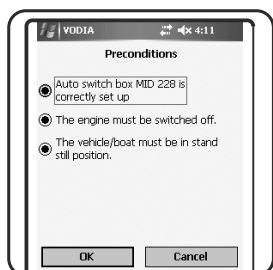 VODIA 4:11
Preconditions
Auto switch box MID 228 is
correctly set up
The engine must be switched off.
The vehicle/boat must be in stand
still position.
OK Cancel